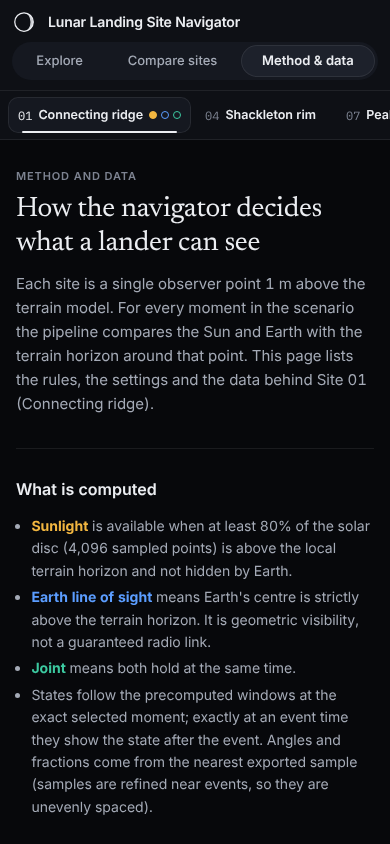 Lunar Landing Site Navigator
Explore
Compare sites
Method & data
01 Connecting ridge
04 Shackleton rim
07 Pea
METHOD AND DATA
How the navigator decides
what a lander can see
Each site is a single observer point 1 m above the
terrain model. For every moment in the scenario
the pipeline compares the Sun and Earth with the
terrain horizon around that point. This page lists
the rules, the settings and the data behind Site 01
(Connecting ridge).
What is computed
Sunlight is available when at least 80% of the solar
disc (4,096 sampled points) is above the local
terrain horizon and not hidden by Earth.
Earth line of sight means Earth's centre is strictly
above the terrain horizon. It is geometric visibility,
not a guaranteed radio link.
Joint means both hold at the same time.
States follow the precomputed windows at the
exact selected moment; exactly at an event time
they show the state after the event. Angles and
fractions come from the nearest exported sample
(samples are refined near events, so they are
unevenly spaced).